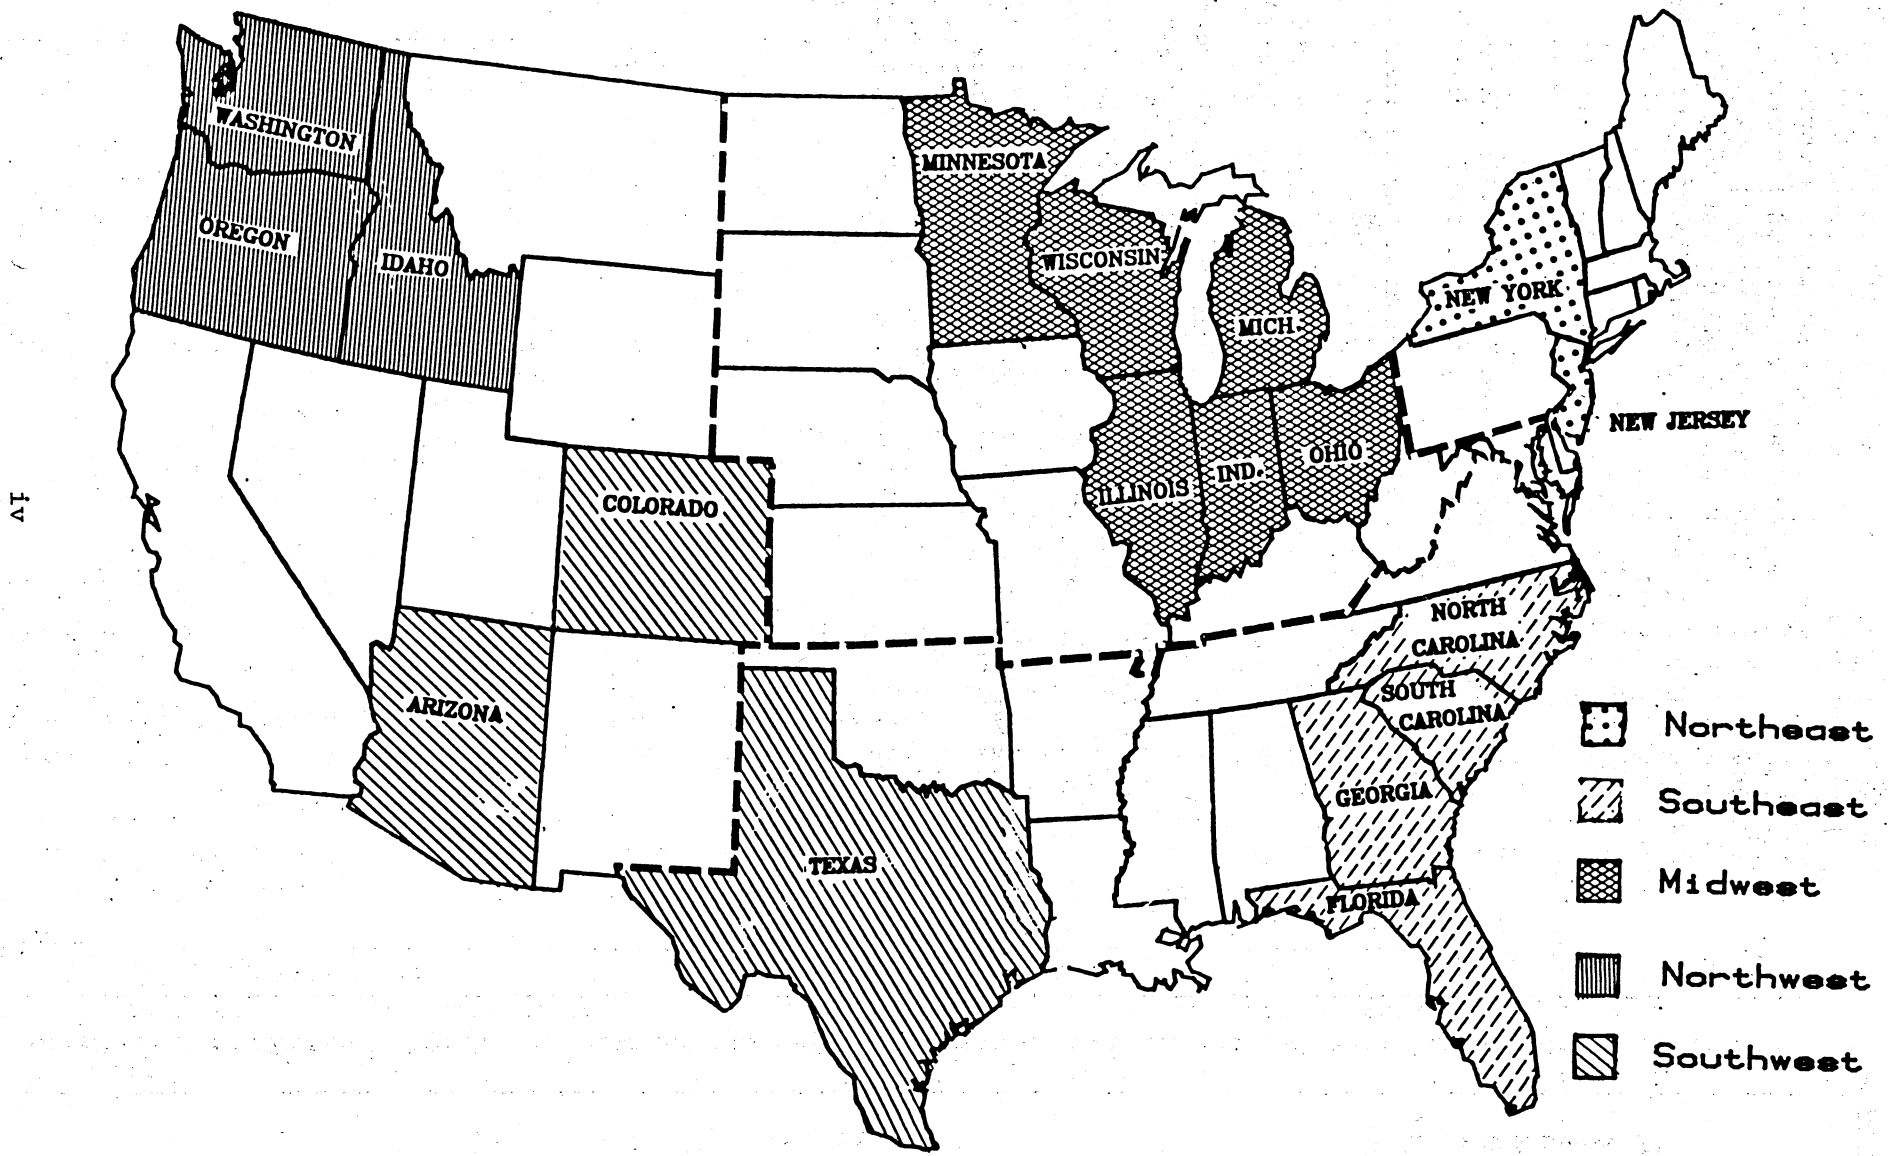 WASHINGTON
OREGON
IDAHO
MINNESOTA
WISCONSIN
MICH.
NEW YORK
NEW JERSEY
OHIO
IND.
ILLINOIS
COLORADO
ARIZONA
TEXAS
NORTH
CAROLINA
SOUTH
CAROLINA
GEORGIA
FLORIDA
Northeast
Southeast
Midwest
Northwest
Southwest
iv